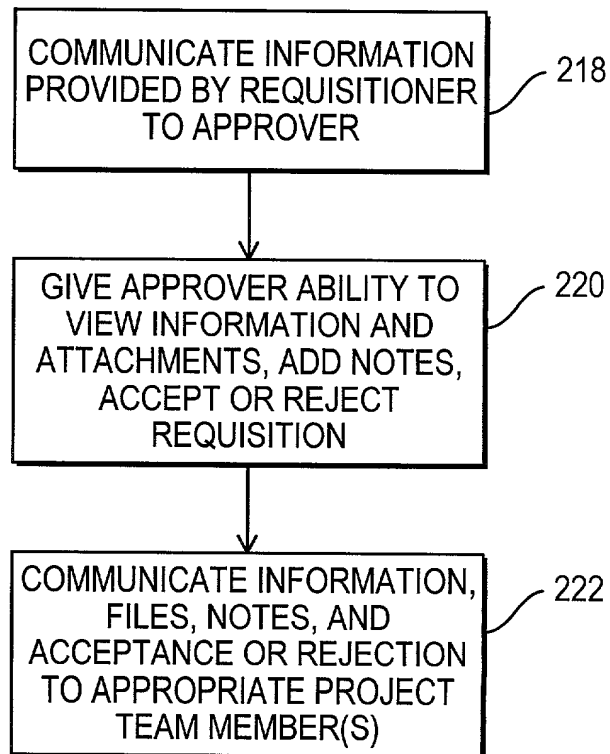 COMMUNICATE INFORMATION
PROVIDED BY REQUISITIONER
TO APPROVER
218
GIVE APPROVER ABILITY TO
VIEW INFORMATION AND
ATTACHMENTS, ADD NOTES,
ACCEPT OR REJECT
REQUISITION
220
COMMUNICATE INFORMATION,
FILES, NOTES, AND
ACCEPTANCE OR REJECTION
TO APPROPRIATE PROJECT
TEAM MEMBER(S)
222